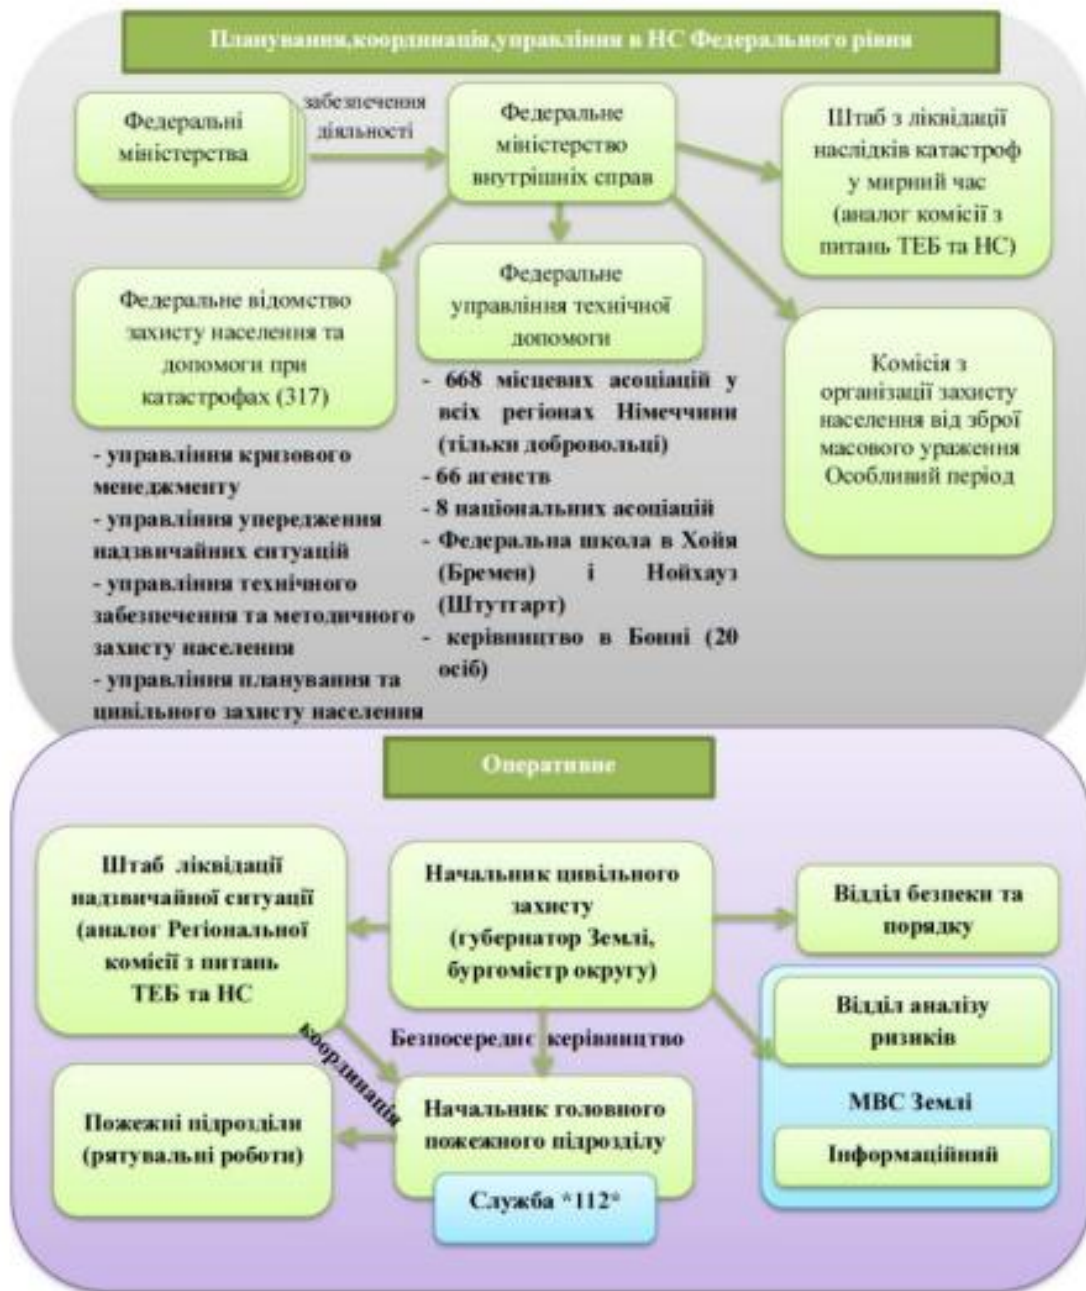 Планування,координація,управління в НС Федерального рівня
Федеральні
міністерства
забезпечення
діяльності
Федеральне
міністерство
внутрішніх справ
Штаб з ліквідації
наслідків катастроф
у мирний час
(аналог комісії з
питань ТЕБ та НС)
Федеральне відомство
захисту населення та
допомоги при
катастрофах (317)
Федеральне
управління технічної
допомоги
Комісія з
організації захисту
населення від зброї
масового ураження
Особливий період
- управління кризового
менеджменту
- управління упередження
надзвичайних ситуацій
- управління технічного
забезпечення та методичного
захисту населення
- управління планування та
цивільного захисту населення
- 668 місцевих асоціацій у
всіх регіонах Німеччини
(тільки добровольці)
- 66 агенств
- 8 національних асоціацій
- Федеральна школа в Хойя
(Бремен) і Нойхауз
(Штутгарт)
- керівництво в Бонні (20
осіб)
Оперативне
Штаб ліквідації
надзвичайної ситуації
(аналог Регіональної
комісії з питань
ТЕБ та НС
Начальник цивільного
захисту
(губернатор Землі,
бургомістр округу)
Відділ безпеки та
порядку
Відділ аналізу
ризиків
МВС Землі
Інформаційний
координація
Безпосереднє керівництво
Пожежні підрозділи
(рятувальні роботи)
Начальник головного
пожежного підрозділу
Служба *112*